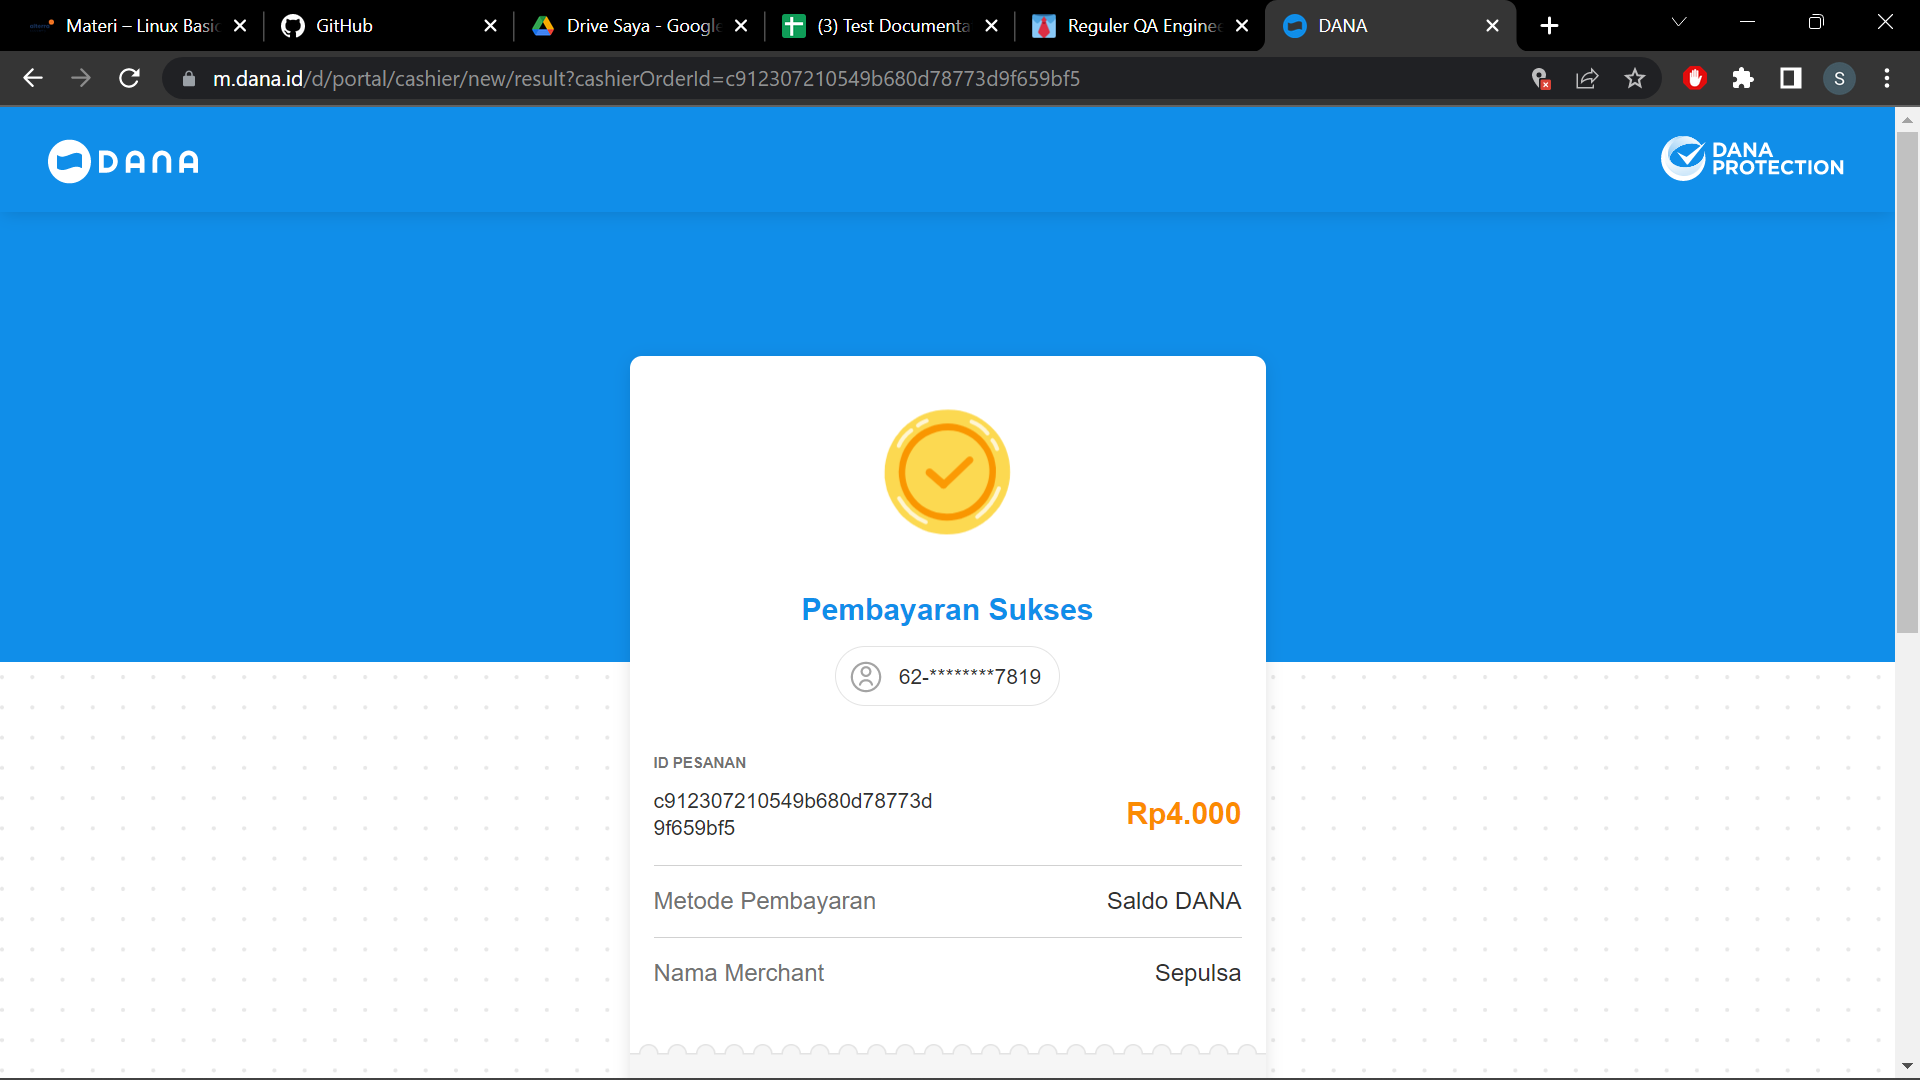 Materi – Linux Basic
GitHub
Drive Saya - Google
(3) Test Documenta
Reguler QA Enginee
DANA
m.dana.id/d/portal/cashier/new/result?cashierOrderId=c912307210549b680d78773d9f659bf5
S
DANA
DANA
PROTECTION
Pembayaran Sukses
62-********7819
ID PESANAN
c912307210549b680d78773d
9f659bf5
Rp4.000
Metode Pembayaran
Saldo DANA
Nama Merchant
Sepulsa